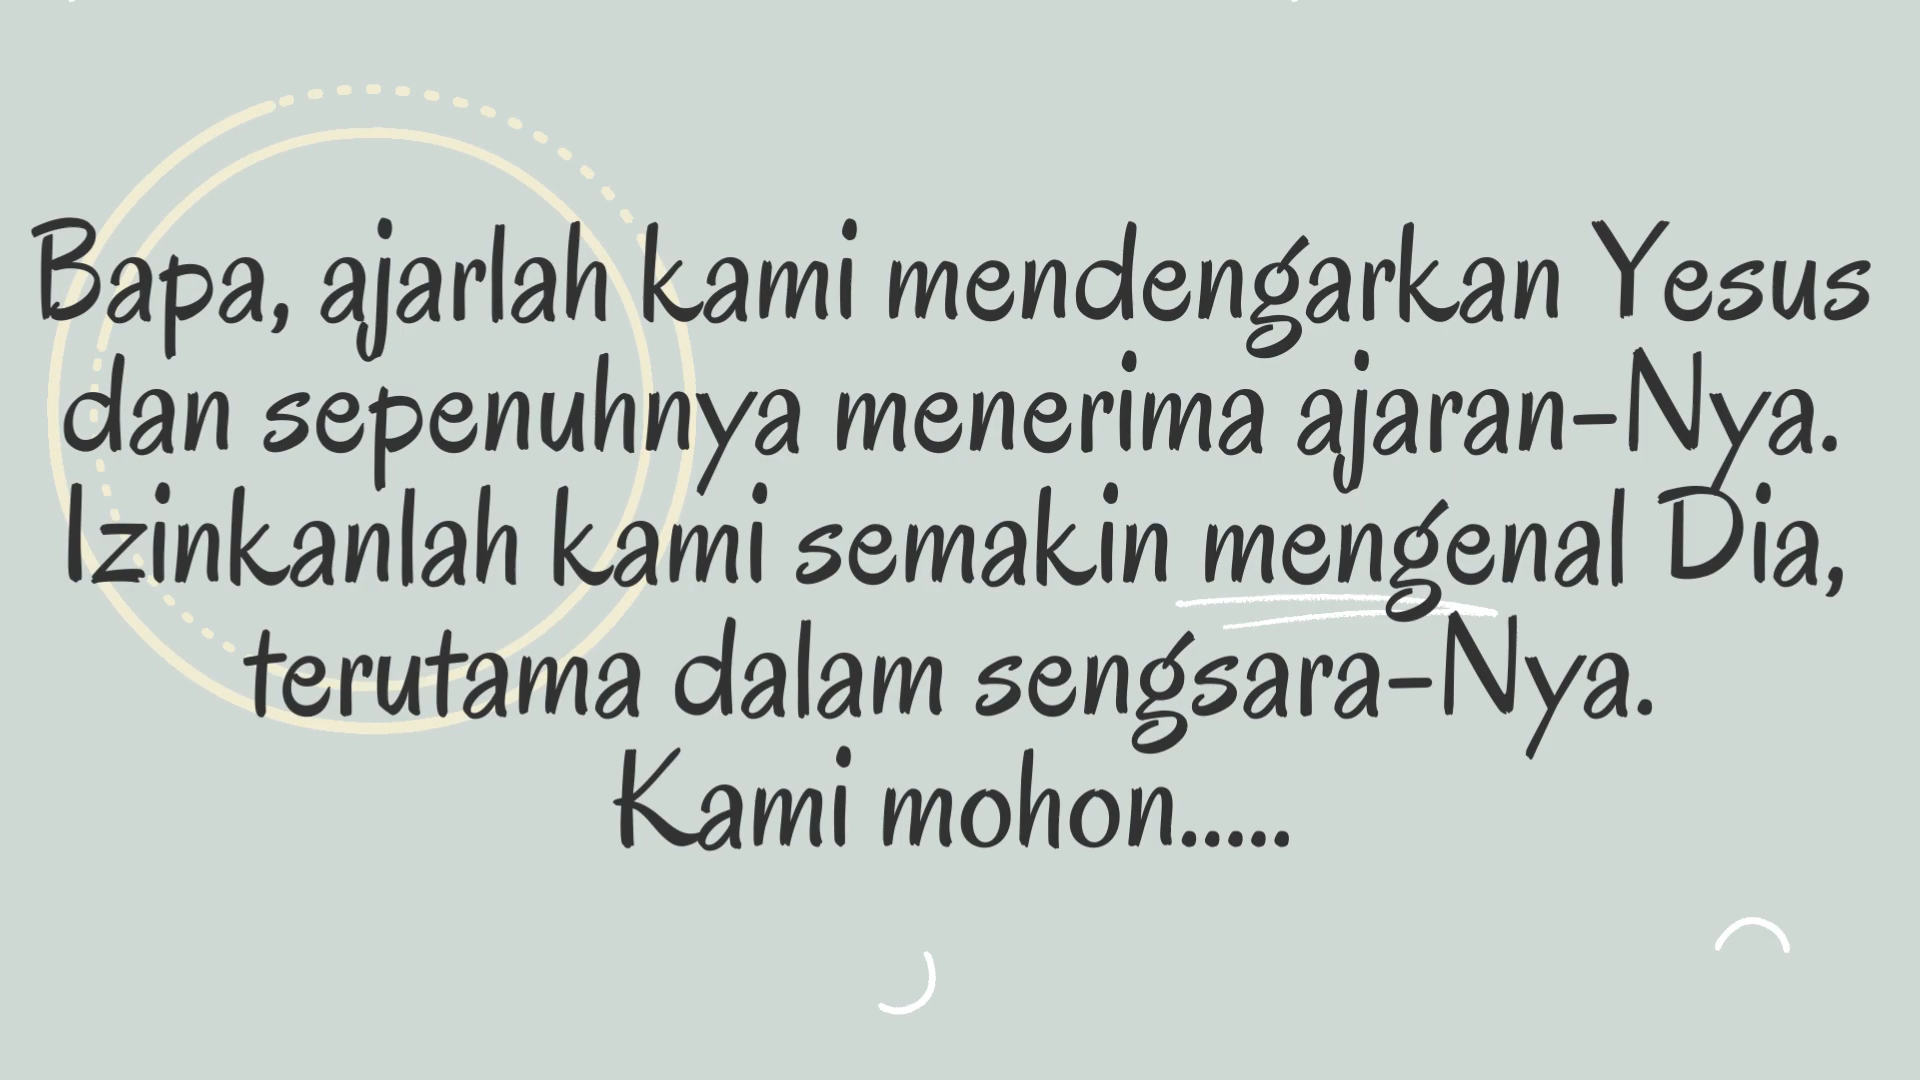 Bapa, ajarlah kami mendengarkan Yesus
dan sepenuhnya menerima ajaran-Nya.
Izinkanlah kami semakin mengenal Dia,
terutama dalam sengsara-Nya.
Kami mohon.....